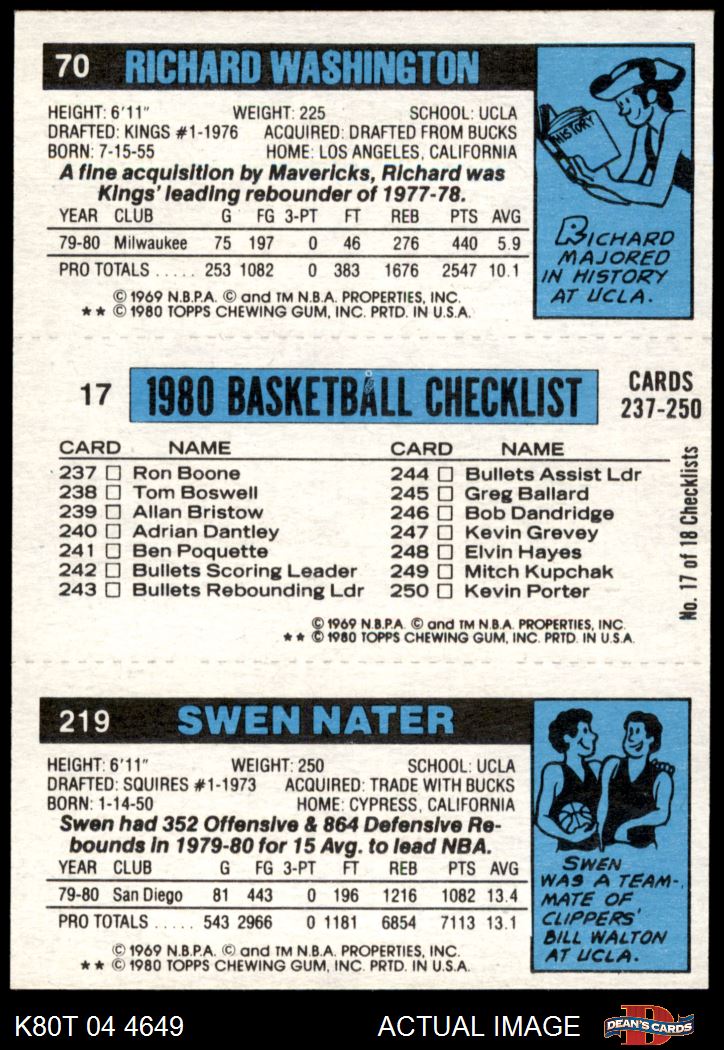 70 RICHARD WASHINGTON
HEIGHT: 6'11" WEIGHT: 225 SCHOOL: UCLA
DRAFTED: KINGS #1-1976 ACQUIRED: DRAFTED FROM BUCKS
BORN: 7-15-55 HOME: LOS ANGELES, CALIFORNIA
A fine acquisition by Mavericks, Richard was
Kings' leading rebounder of 1977-78.
YEAR CLUB G FG 3-PT FT REB PTS AVG
79-80 Milwaukee 75 197 0 46 276 440 5.9
PRO TOTALS ..... 253 1082 0 383 1676 2547 10.1
© 1969 N.B.P.A. © and TM N.B.A. PROPERTIES, INC.
** © 1980 TOPPS CHEWING GUM, INC. PRTD. IN U.S.A.
HISTORY
RICHARD
MAJORED
IN HISTORY
AT UCLA.
17 1980 BASKETBALL CHECKLIST CARDS
237-250
CARD NAME CARD NAME
237 ☐ Ron Boone 244 ☐ Bullets Assist Ldr
238 ☐ Tom Boswell 245 ☐ Greg Ballard
239 ☐ Allan Bristow 246 ☐ Bob Dandridge
240 ☐ Adrian Dantley 247 ☐ Kevin Grevey
241 ☐ Ben Poquette 248 ☐ Elvin Hayes
242 ☐ Bullets Scoring Leader 249 ☐ Mitch Kupchak
243 ☐ Bullets Rebounding Ldr 250 ☐ Kevin Porter
No. 17 of 18 Checklists
© 1969 N.B.P.A. © and TM N.B.A. PROPERTIES, INC.
** © 1980 TOPPS CHEWING GUM, INC. PRTD. IN U.S.A.
219 SWEN NATER
HEIGHT: 6'11" WEIGHT: 250 SCHOOL: UCLA
DRAFTED: SQUIRES #1-1973 ACQUIRED: TRADE WITH BUCKS
BORN: 1-14-50 HOME: CYPRESS, CALIFORNIA
Swen had 352 Offensive & 864 Defensive Re-
bounds in 1979-80 for 15 Avg. to lead NBA.
YEAR CLUB G FG 3-PT FT REB PTS AVG
79-80 San Diego 81 443 0 196 1216 1082 13.4
PRO TOTALS ..... 543 2966 0 1181 6854 7113 13.1
© 1969 N.B.P.A. © and TM N.B.A. PROPERTIES, INC.
** © 1980 TOPPS CHEWING GUM, INC. PRTD. IN U.S.A.
SWEN
WAS A TEAM-
MATE OF
CLIPPERS'
BILL WALTON
AT UCLA.
K80T 04 4649 ACTUAL IMAGE D DEAN'S CARDS